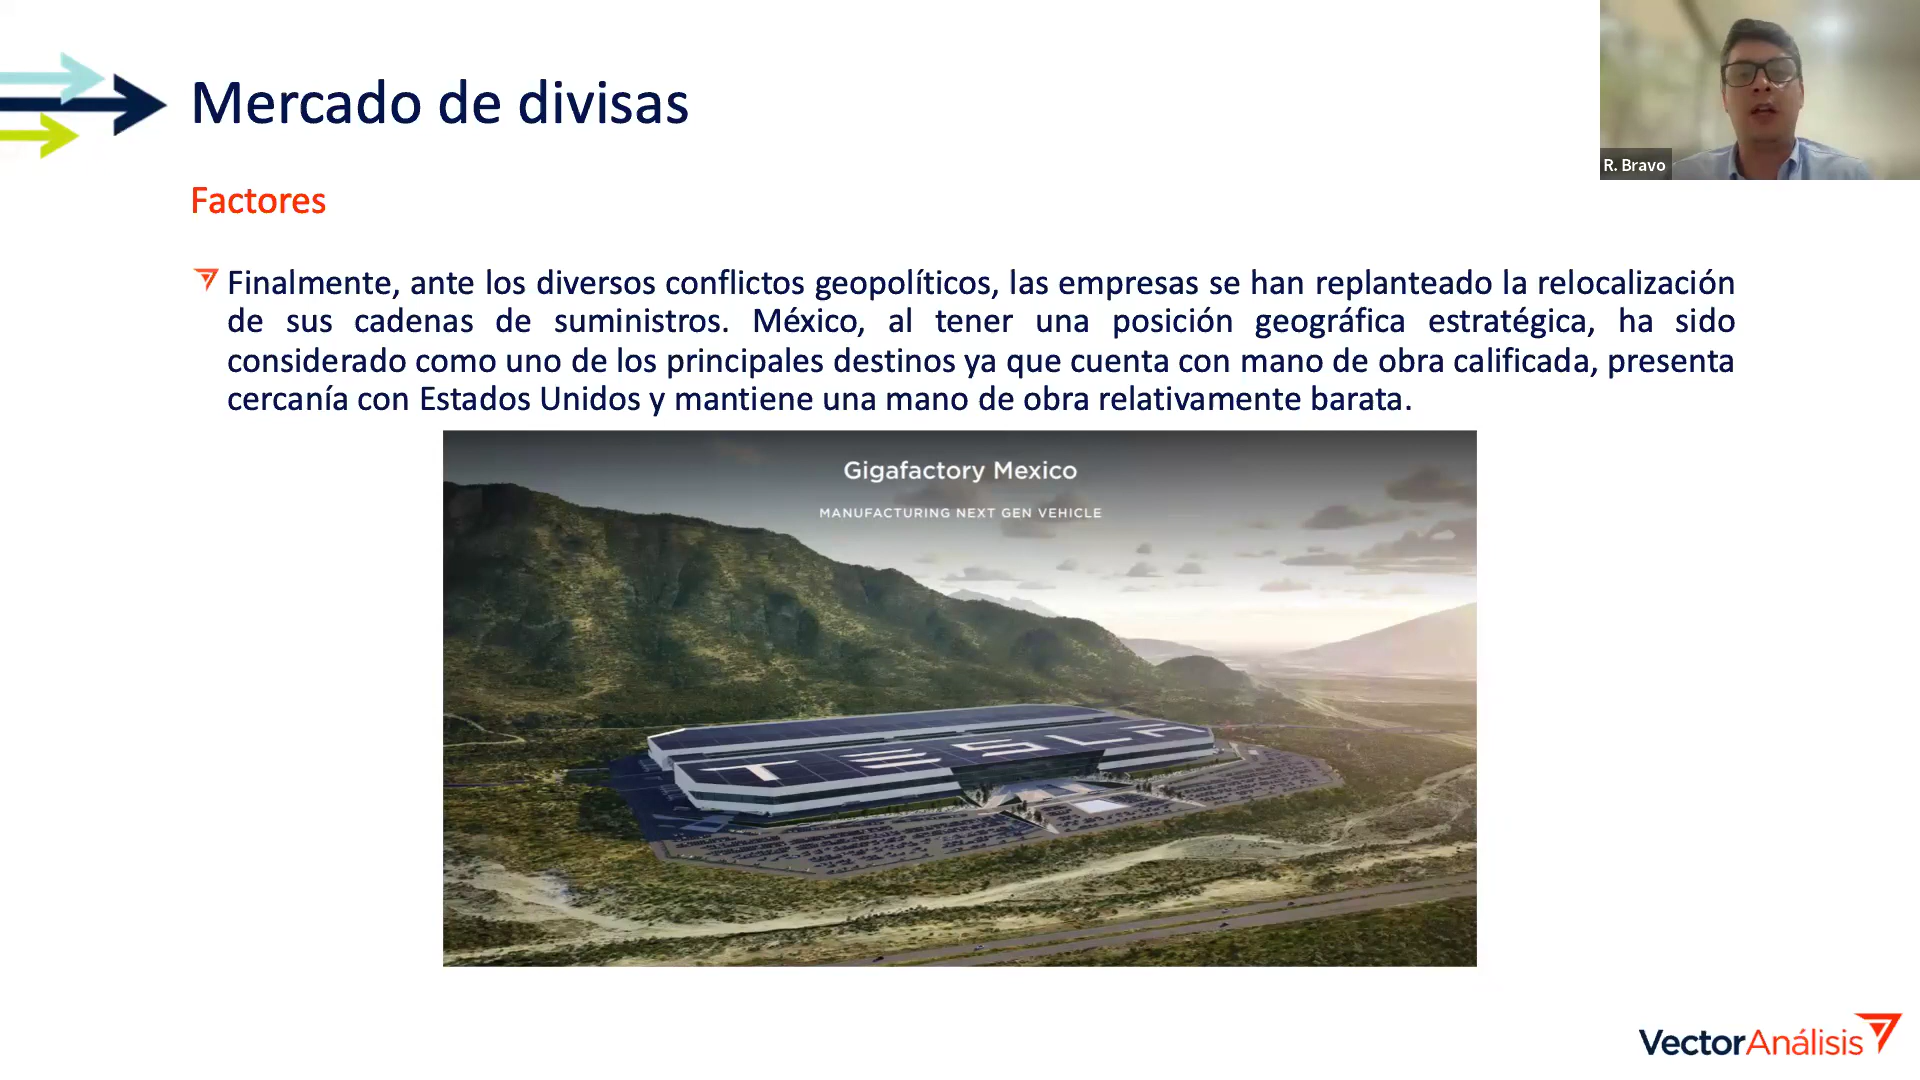 Mercado de divisas
R. Bravo
Factores
Finalmente, ante los diversos conflictos geopolíticos, las empresas se han replanteado la relocalización
de sus cadenas de suministros. México, al tener una posición geográfica estratégica, ha sido
considerado como uno de los principales destinos ya que cuenta con mano de obra calificada, presenta
cercanía con Estados Unidos y mantiene una mano de obra relativamente barata.
Gigafactory Mexico
MANUFACTURING NEXT GEN VEHICLE
TESLA
VectorAnálisis